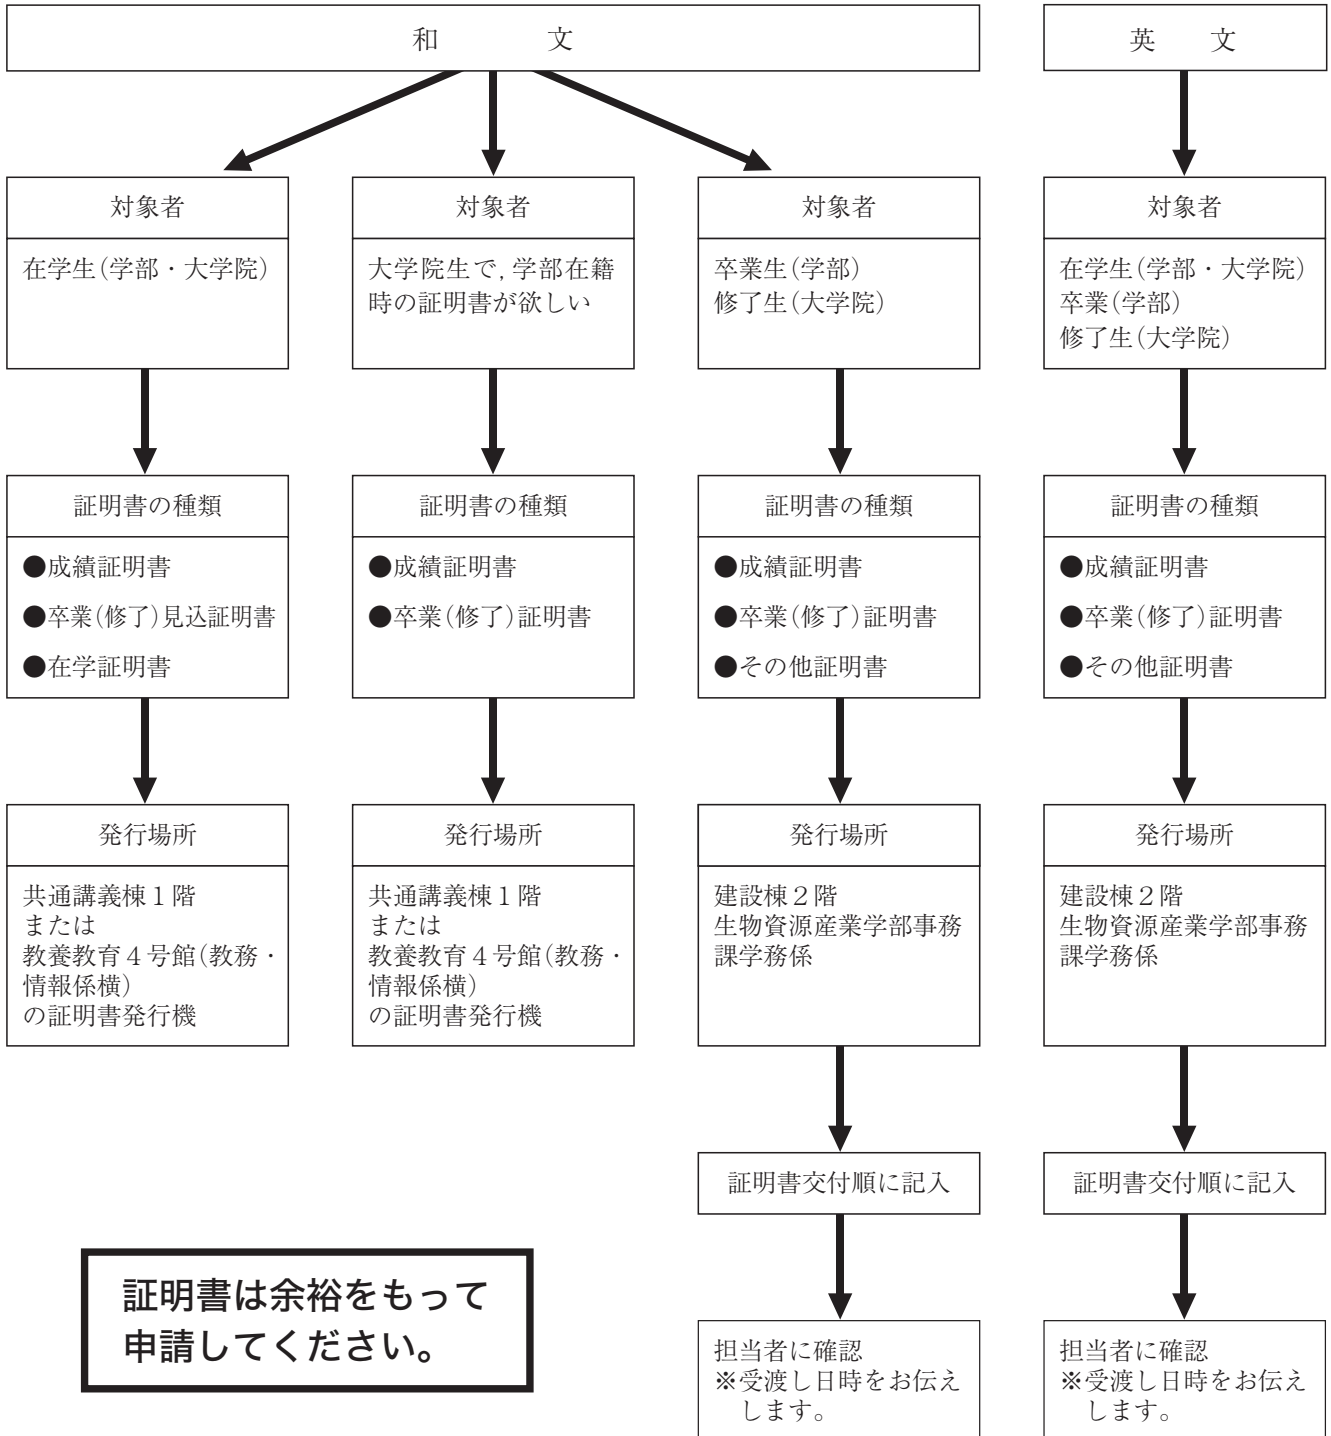 和　文
対象者
在学生(学部・大学院)
証明書の種類
●成績証明書
●卒業(修了)見込証明書
●在学証明書
発行場所
共通講義棟１階
または
教養教育４号館(教務・
情報係横)
の証明書発行機
対象者
大学院生で,学部在籍
時の証明書が欲しい
証明書の種類
●成績証明書
●卒業(修了)証明書
発行場所
共通講義棟１階
または
教養教育４号館(教務・
情報係横)
の証明書発行機
対象者
卒業生(学部)
修了生(大学院)
証明書の種類
●成績証明書
●卒業(修了)証明書
●その他証明書
発行場所
建設棟２階
生物資源産業学部事務
課学務係
証明書交付順に記入
担当者に確認
※受渡し日時をお伝え
します。
英　文
対象者
在学生(学部・大学院)
卒業(学部)
修了生(大学院)
証明書の種類
●成績証明書
●卒業(修了)証明書
●その他証明書
発行場所
建設棟２階
生物資源産業学部事務
課学務係
証明書交付順に記入
担当者に確認
※受渡し日時をお伝え
します。
証明書は余裕をもって
申請してください。